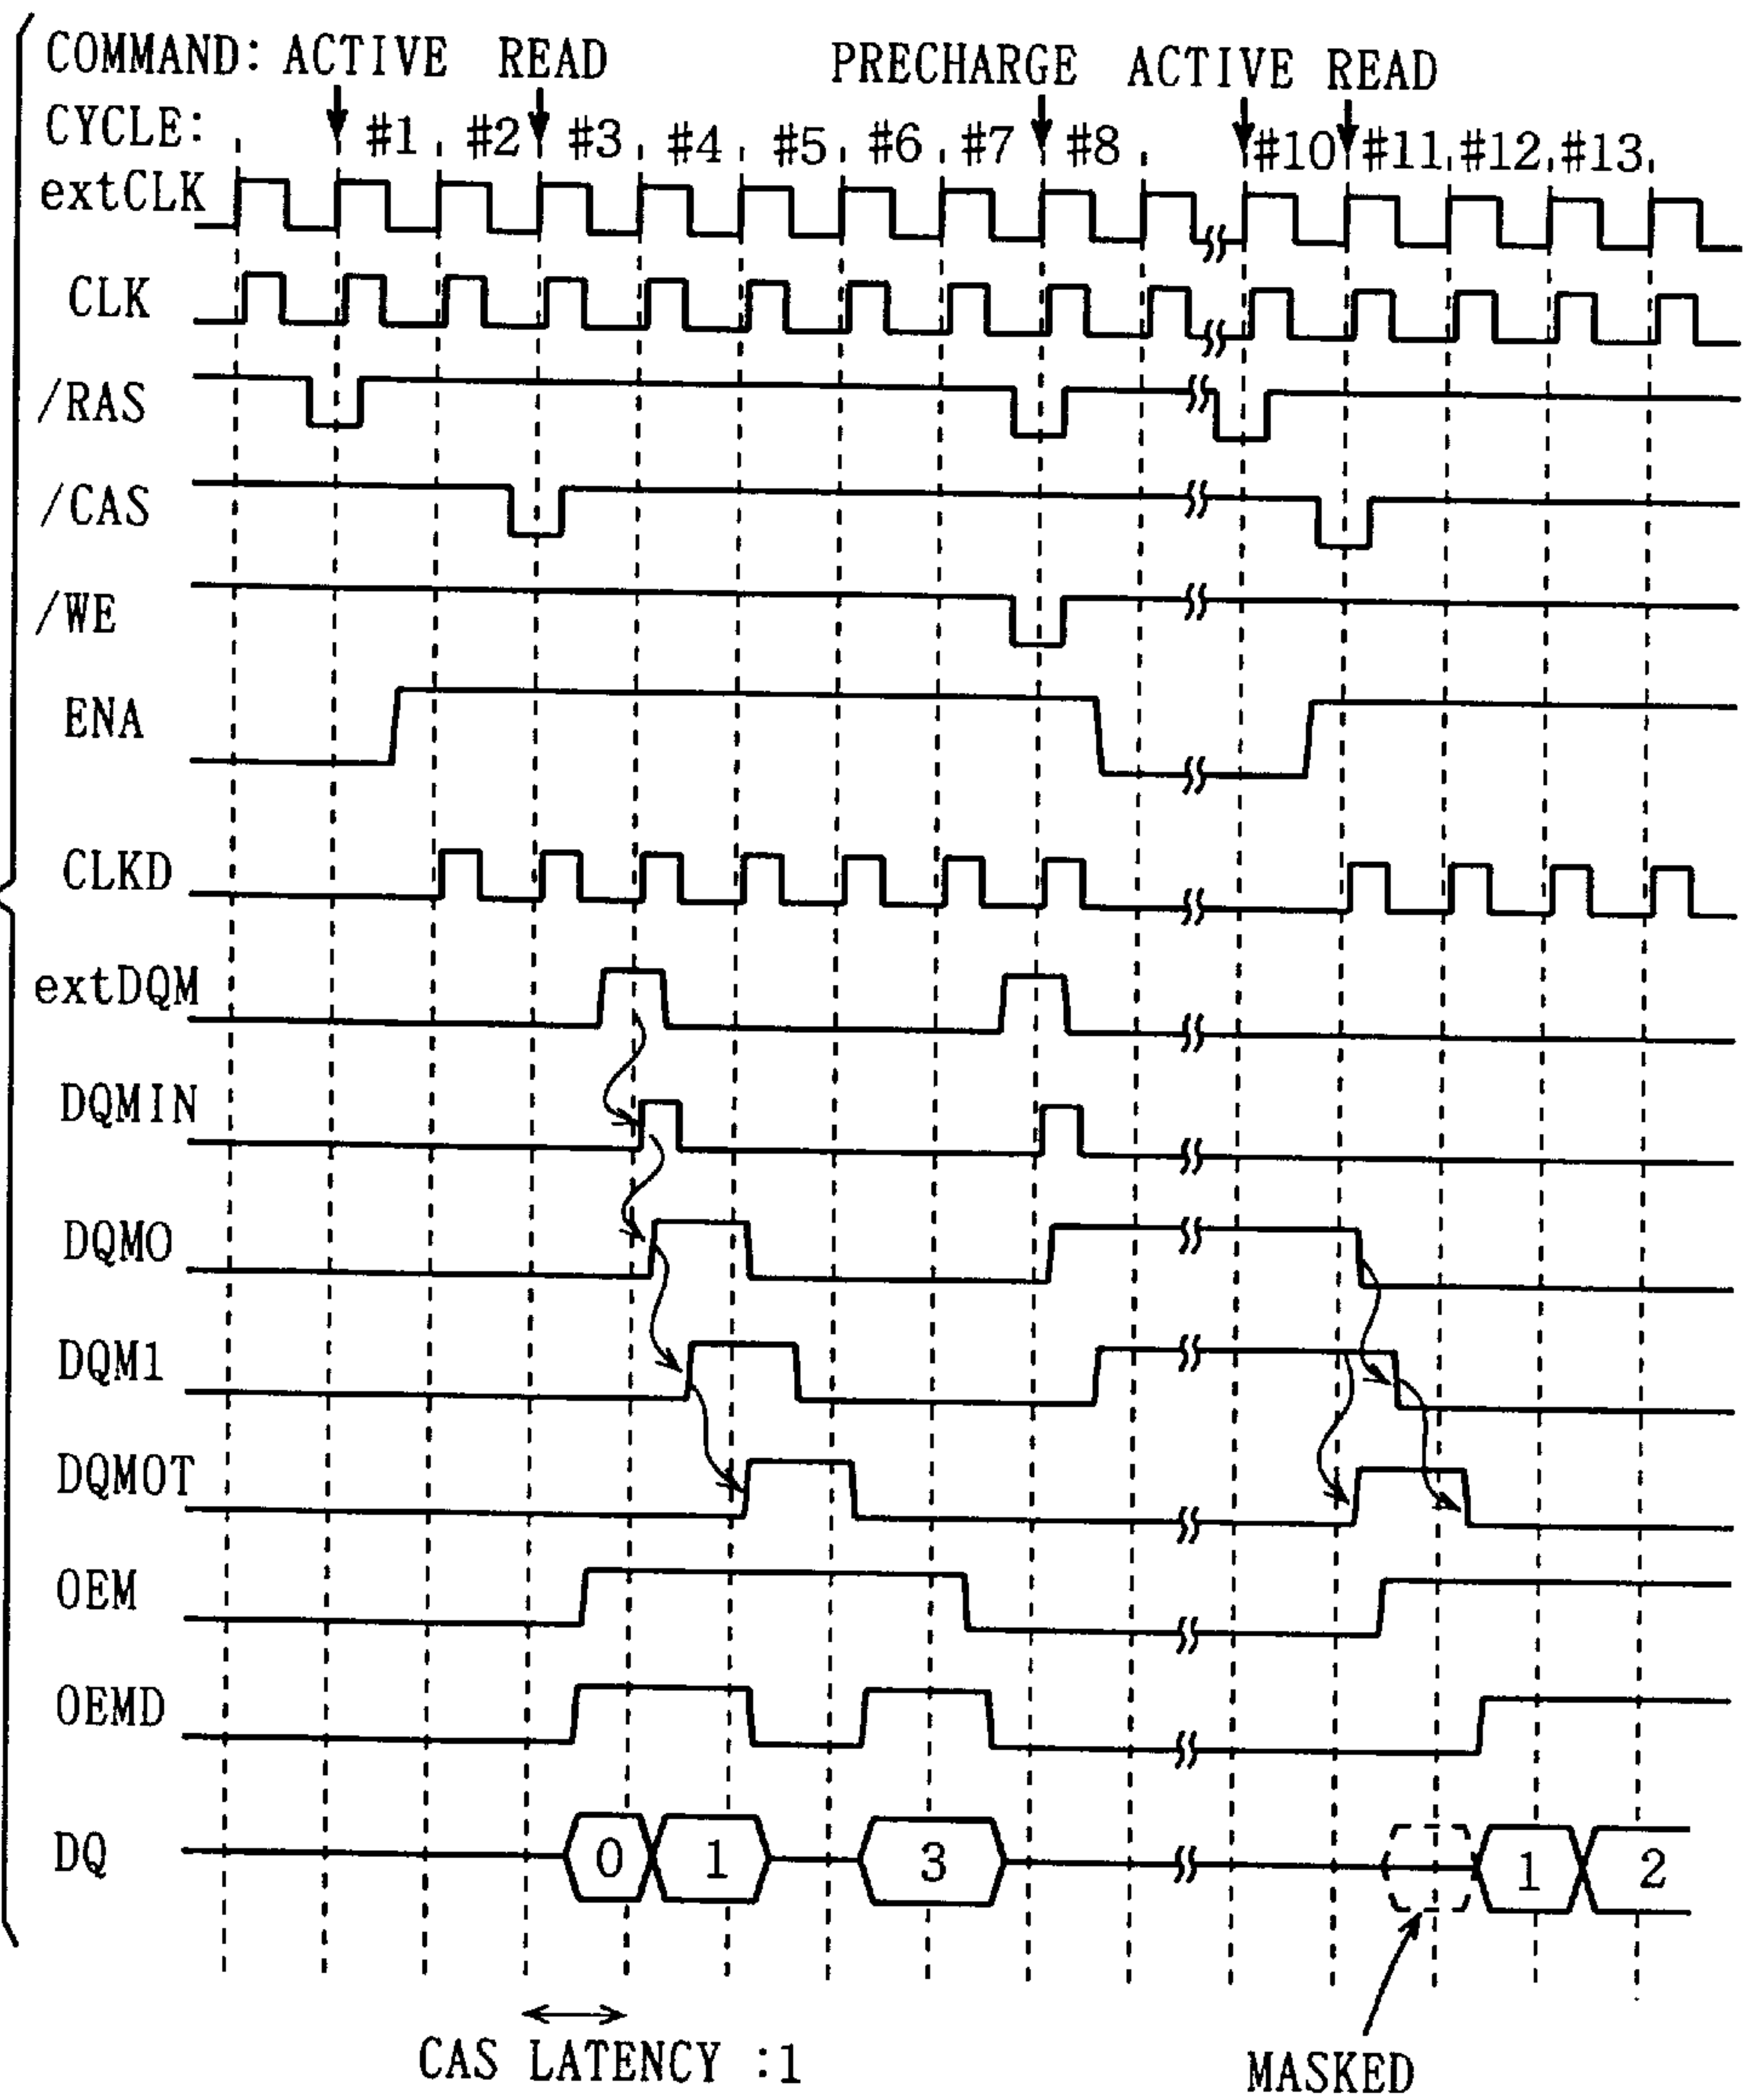 COMMAND: ACTIVE READ PRECHARGE ACTIVE READ
CYCLE: #1 #2 #3 #4 #5 #6 #7 #8 #10 #11 #12 #13
extCLK
CLK
/RAS
/CAS
/WE
ENA
CLKD
extDQM
DQMIN
DQM0
DQM1
DQMOT
OEM
OEMD
DQ 0 1 3 1 2
CAS LATENCY :1
MASKED